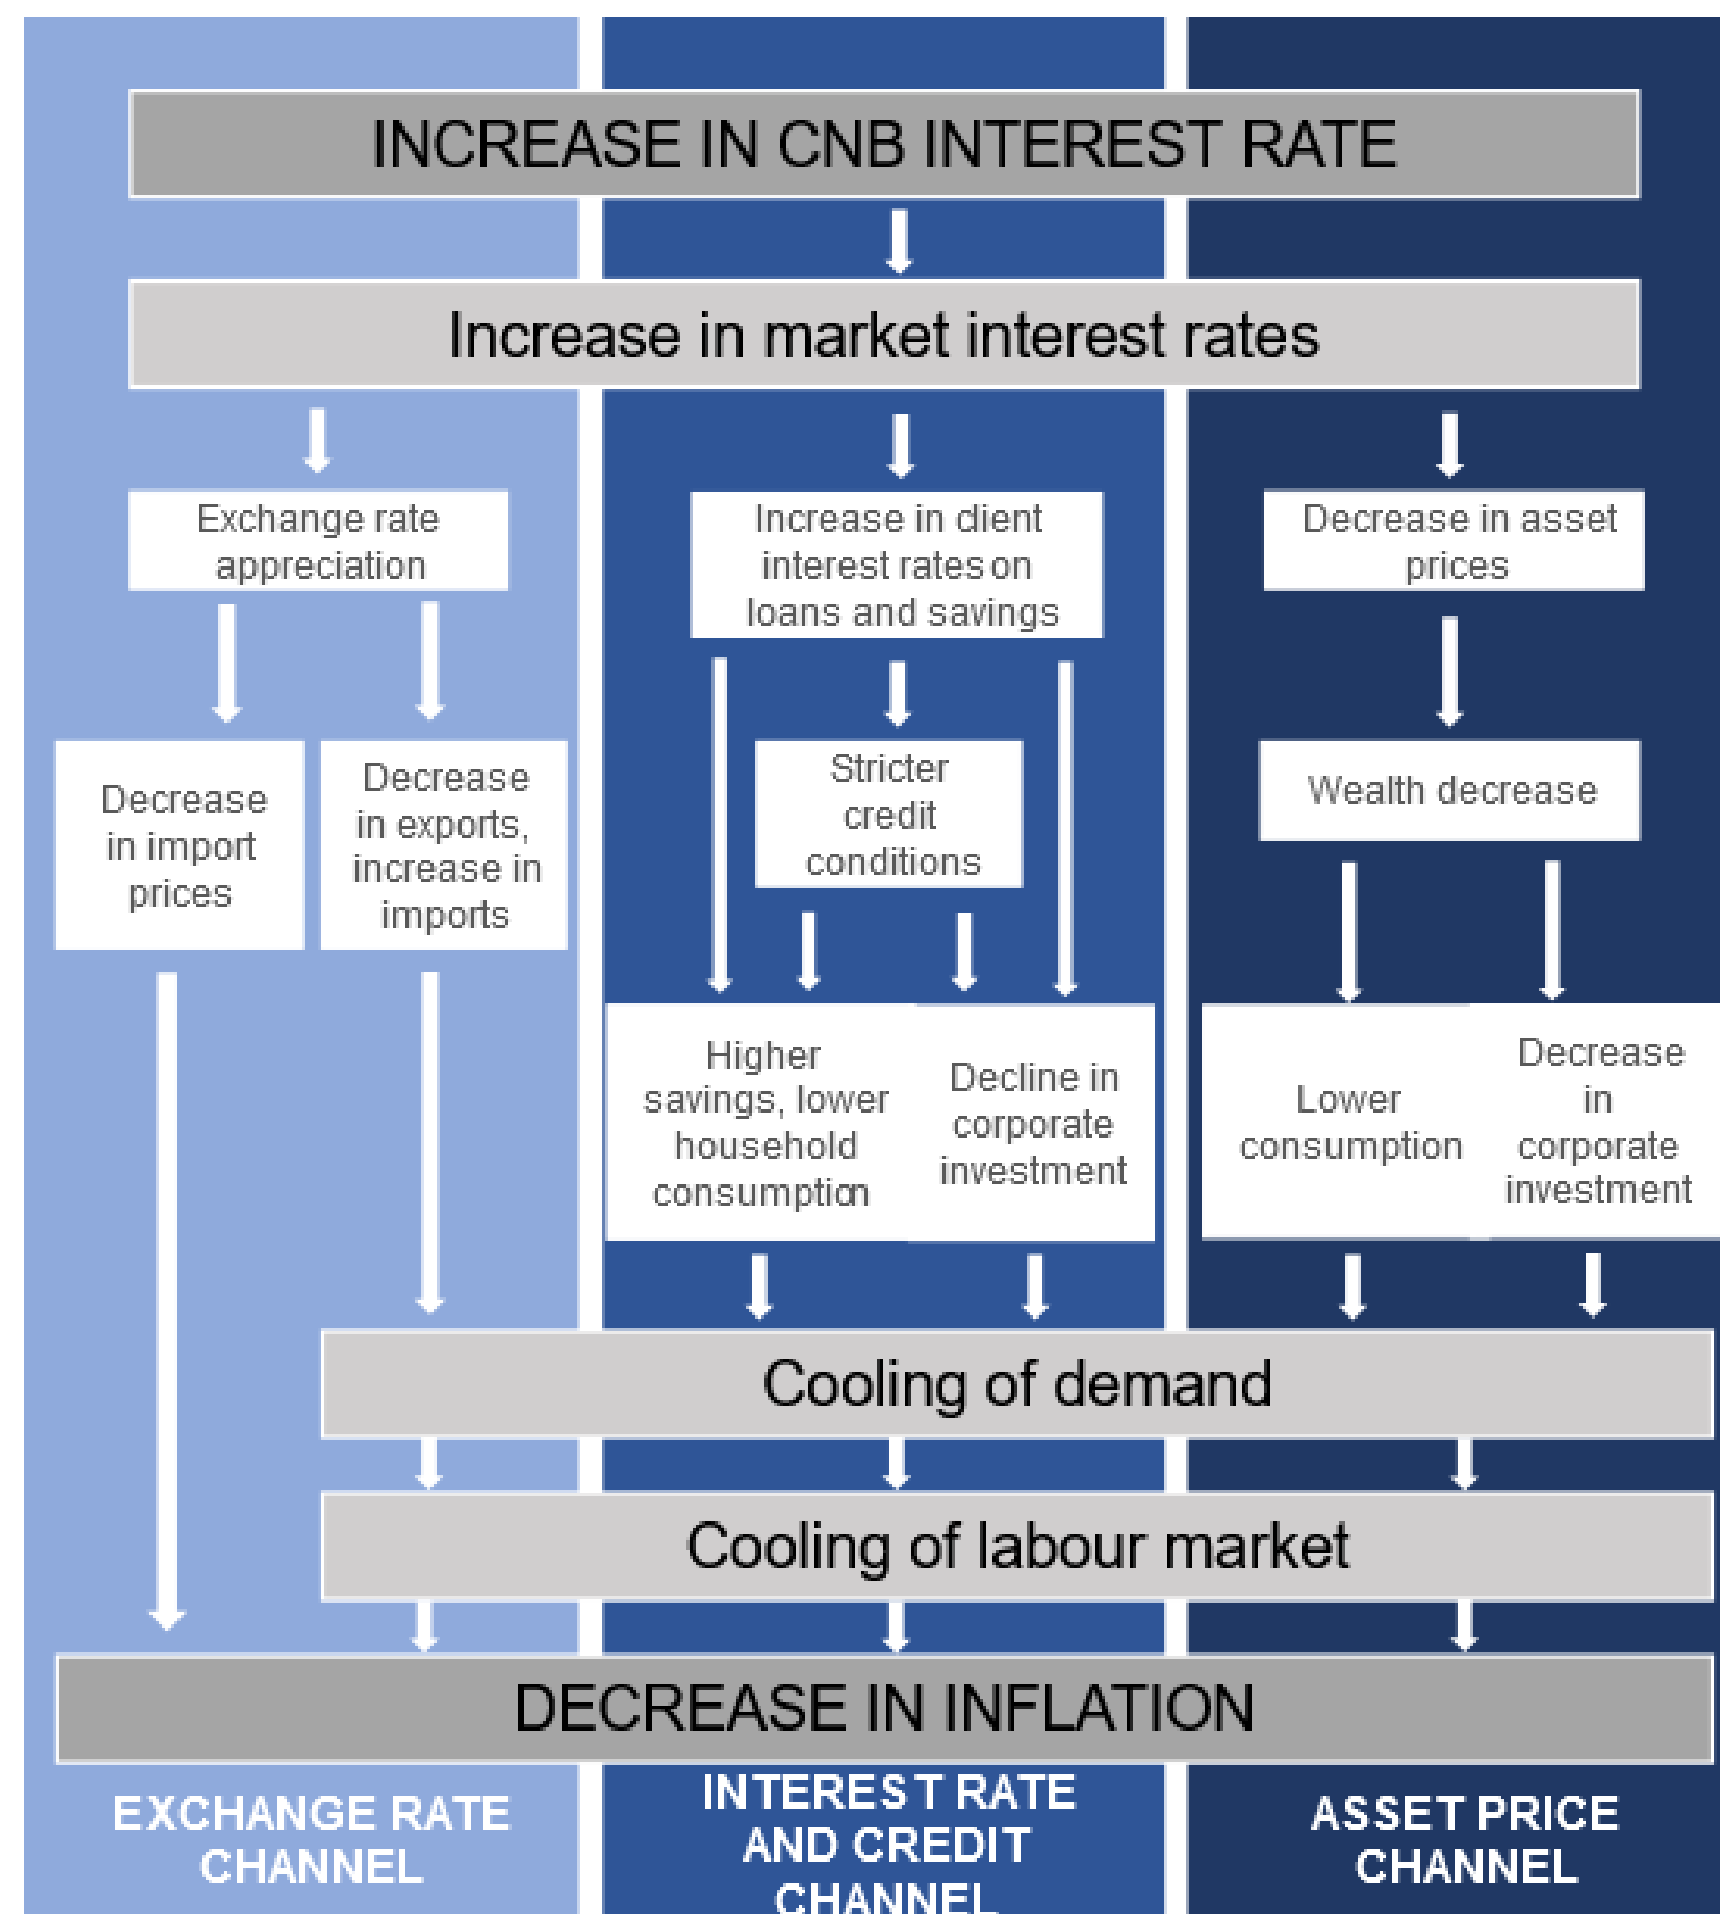 INCREASE IN CNB INTEREST RATE
Increase in market interest rates
Exchange rate
appreciation
Increase in client
interest rates on
loans and savings
Decrease in asset
prices
Decrease
in import
prices
Decrease
in exports,
increase in
imports
Stricter
credit
conditions
Wealth decrease
Higher
savings, lower
household
consumption
Decline in
corporate
investment
Lower
consumption
Decrease
in
corporate
investment
Cooling of demand
Cooling of labour market
DECREASE IN INFLATION
EXCHANGE RATE
CHANNEL
INTEREST RATE
AND CREDIT
CHANNEL
ASSET PRICE
CHANNEL